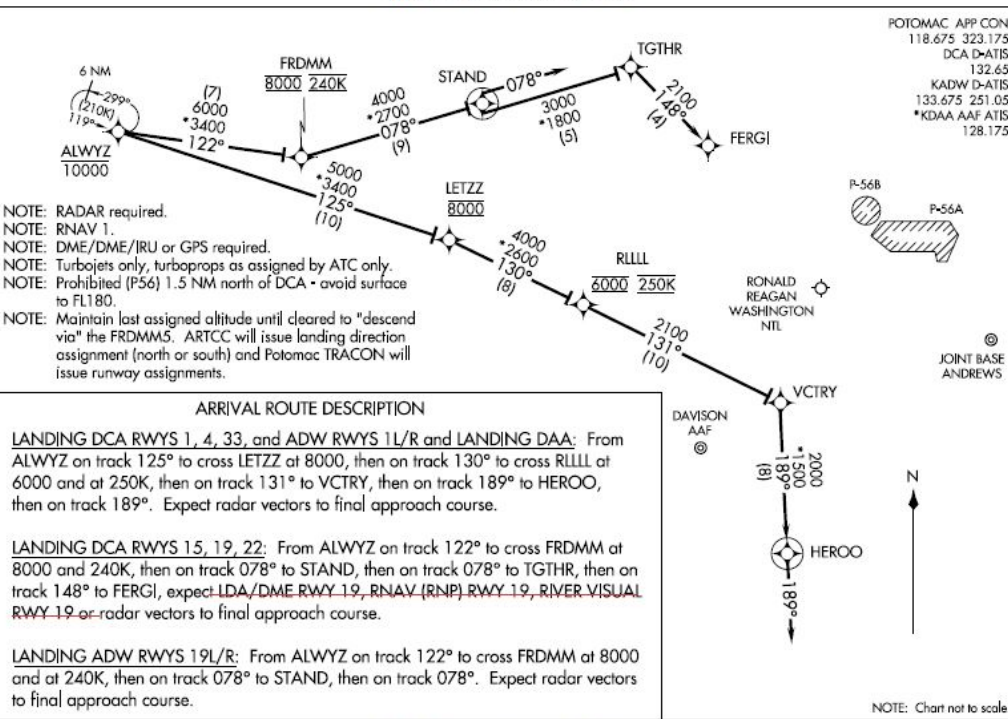 POTOMAC APP CON
118.675 323.175
DCA D-ATIS
132.65
KADW D-ATIS
133.675 251.05
*KDAA AAF ATIS
128.175
6 NM
299°
(210K)
119°
ALWYZ
10000
(7)
6000
*3400
122°
FRDMM
8000 240K
4000
*2700
078°
(9)
STAND
078°
3000
*1800
(5)
TGTHR
2100
148°
(4)
FERGI
5000
*3400
125°
(10)
LETZZ
8000
4000
*2600
130°
(8)
RLLLL
6000 250K
2100
131°
(10)
VCTRY
2000
*1500
189°
(8)
HEROO
189°
P-56B
P-56A
RONALD
REAGAN
WASHINGTON
NTL
JOINT BASE
ANDREWS
DAVISON
AAF
N
NOTE: RADAR required.
NOTE: RNAV 1.
NOTE: DME/DME/IRU or GPS required.
NOTE: Turbojets only, turboprops as assigned by ATC only.
NOTE: Prohibited (P56) 1.5 NM north of DCA - avoid surface
to FL180.
NOTE: Maintain last assigned altitude until cleared to "descend
via" the FRDMM5. ARTCC will issue landing direction
assignment (north or south) and Potomac TRACON will
issue runway assignments.
ARRIVAL ROUTE DESCRIPTION
LANDING DCA RWYS 1, 4, 33, and ADW RWYS 1L/R and LANDING DAA: From
ALWYZ on track 125° to cross LETZZ at 8000, then on track 130° to cross RLLLL at
6000 and at 250K, then on track 131° to VCTRY, then on track 189° to HEROO,
then on track 189°. Expect radar vectors to final approach course.
LANDING DCA RWYS 15, 19, 22: From ALWYZ on track 122° to cross FRDMM at
8000 and 240K, then on track 078° to STAND, then on track 078° to TGTHR, then on
track 148° to FERGI, expect LDA/DME RWY 19, RNAV (RNP) RWY 19, RIVER VISUAL
RWY 19 or radar vectors to final approach course.
LANDING ADW RWYS 19L/R: From ALWYZ on track 122° to cross FRDMM at 8000
and at 240K, then on track 078° to STAND, then on track 078°. Expect radar vectors
to final approach course.
NOTE: Chart not to scale